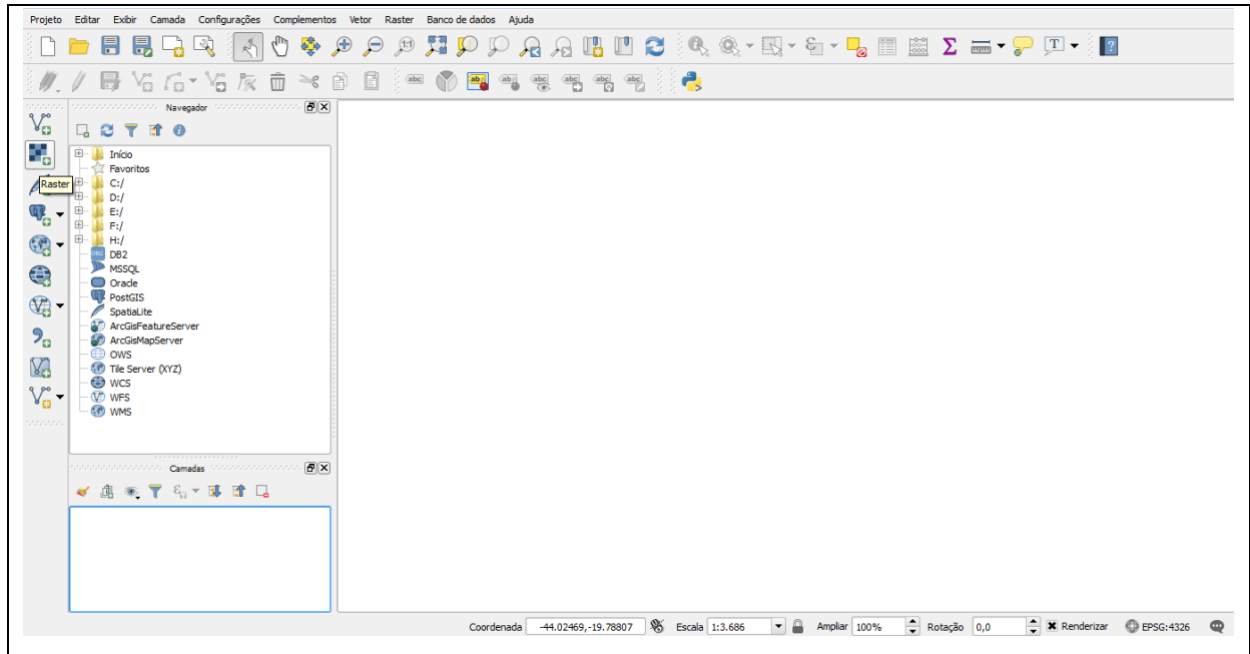 Projeto Editar Exibir Camada Configurações Complementos Vetor Raster Banco de dados Ajuda
Navegador
Início
Favoritos
Raster
C:/
D:/
E:/
F:/
H:/
DB2
MSSQL
Oracle
PostGIS
SpatiaLite
ArcGisFeatureServer
ArcGisMapServer
OWS
Tile Server (XYZ)
WCS
WFS
WMS
Camadas
Coordenada -44.02469,-19.78807 Escala 1:3.686 Ampliar 100% Rotação 0,0 Renderizar EPSG:4326